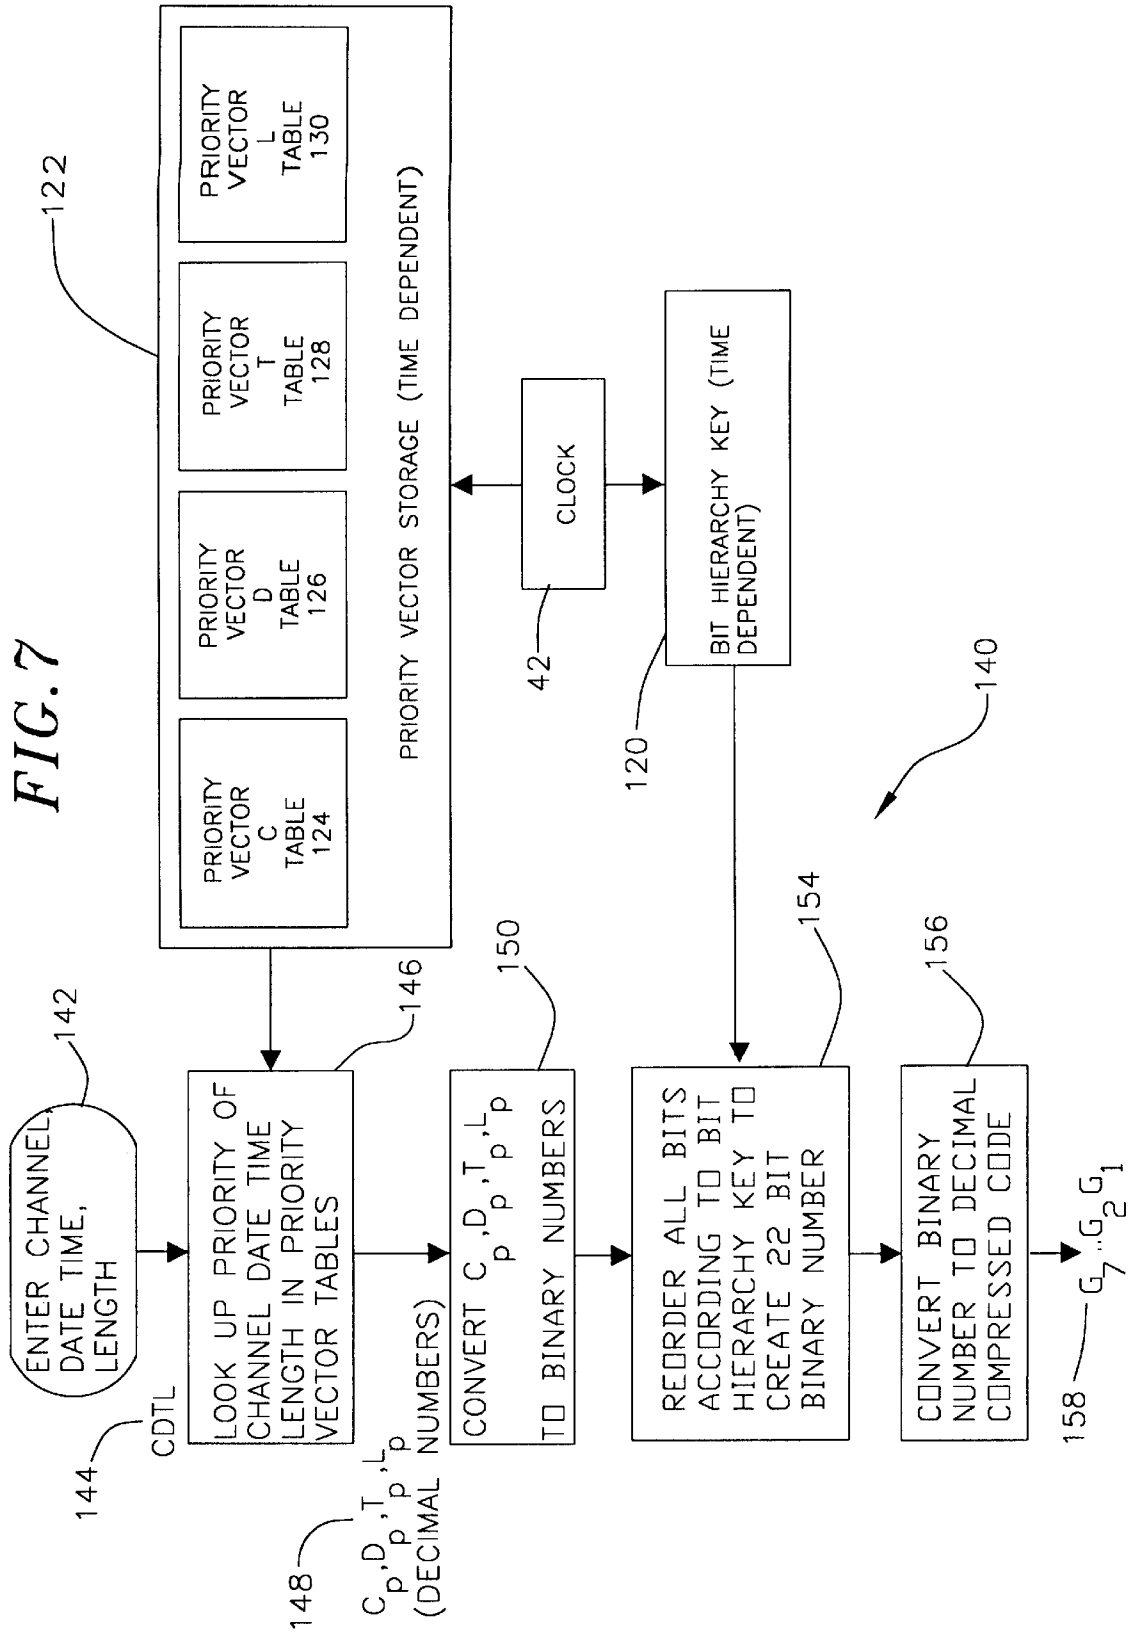 FIG. 7
ENTER CHANNEL,
DATE TIME,
LENGTH
142
144
CDTL
LOOK UP PRIORITY OF
CHANNEL DATE TIME
LENGTH IN PRIORITY
VECTOR TABLES
146
148
Cp,Dp,Tp,Lp
(DECIMAL NUMBERS)
CONVERT Cp,Dp,Tp,Lp
TO BINARY NUMBERS
150
REORDER ALL BITS
ACCORDING TO BIT
HIERARCHY KEY TO
CREATE 22 BIT
BINARY NUMBER
154
CONVERT BINARY
NUMBER TO DECIMAL
COMPRESSED CODE
156
158
G7..G2G1
122
PRIORITY
VECTOR
C
TABLE
124
PRIORITY
VECTOR
D
TABLE
126
PRIORITY
VECTOR
T
TABLE
128
PRIORITY
VECTOR
L
TABLE
130
PRIORITY VECTOR STORAGE (TIME DEPENDENT)
CLOCK
42
BIT HIERARCHY KEY (TIME
DEPENDENT)
120
140